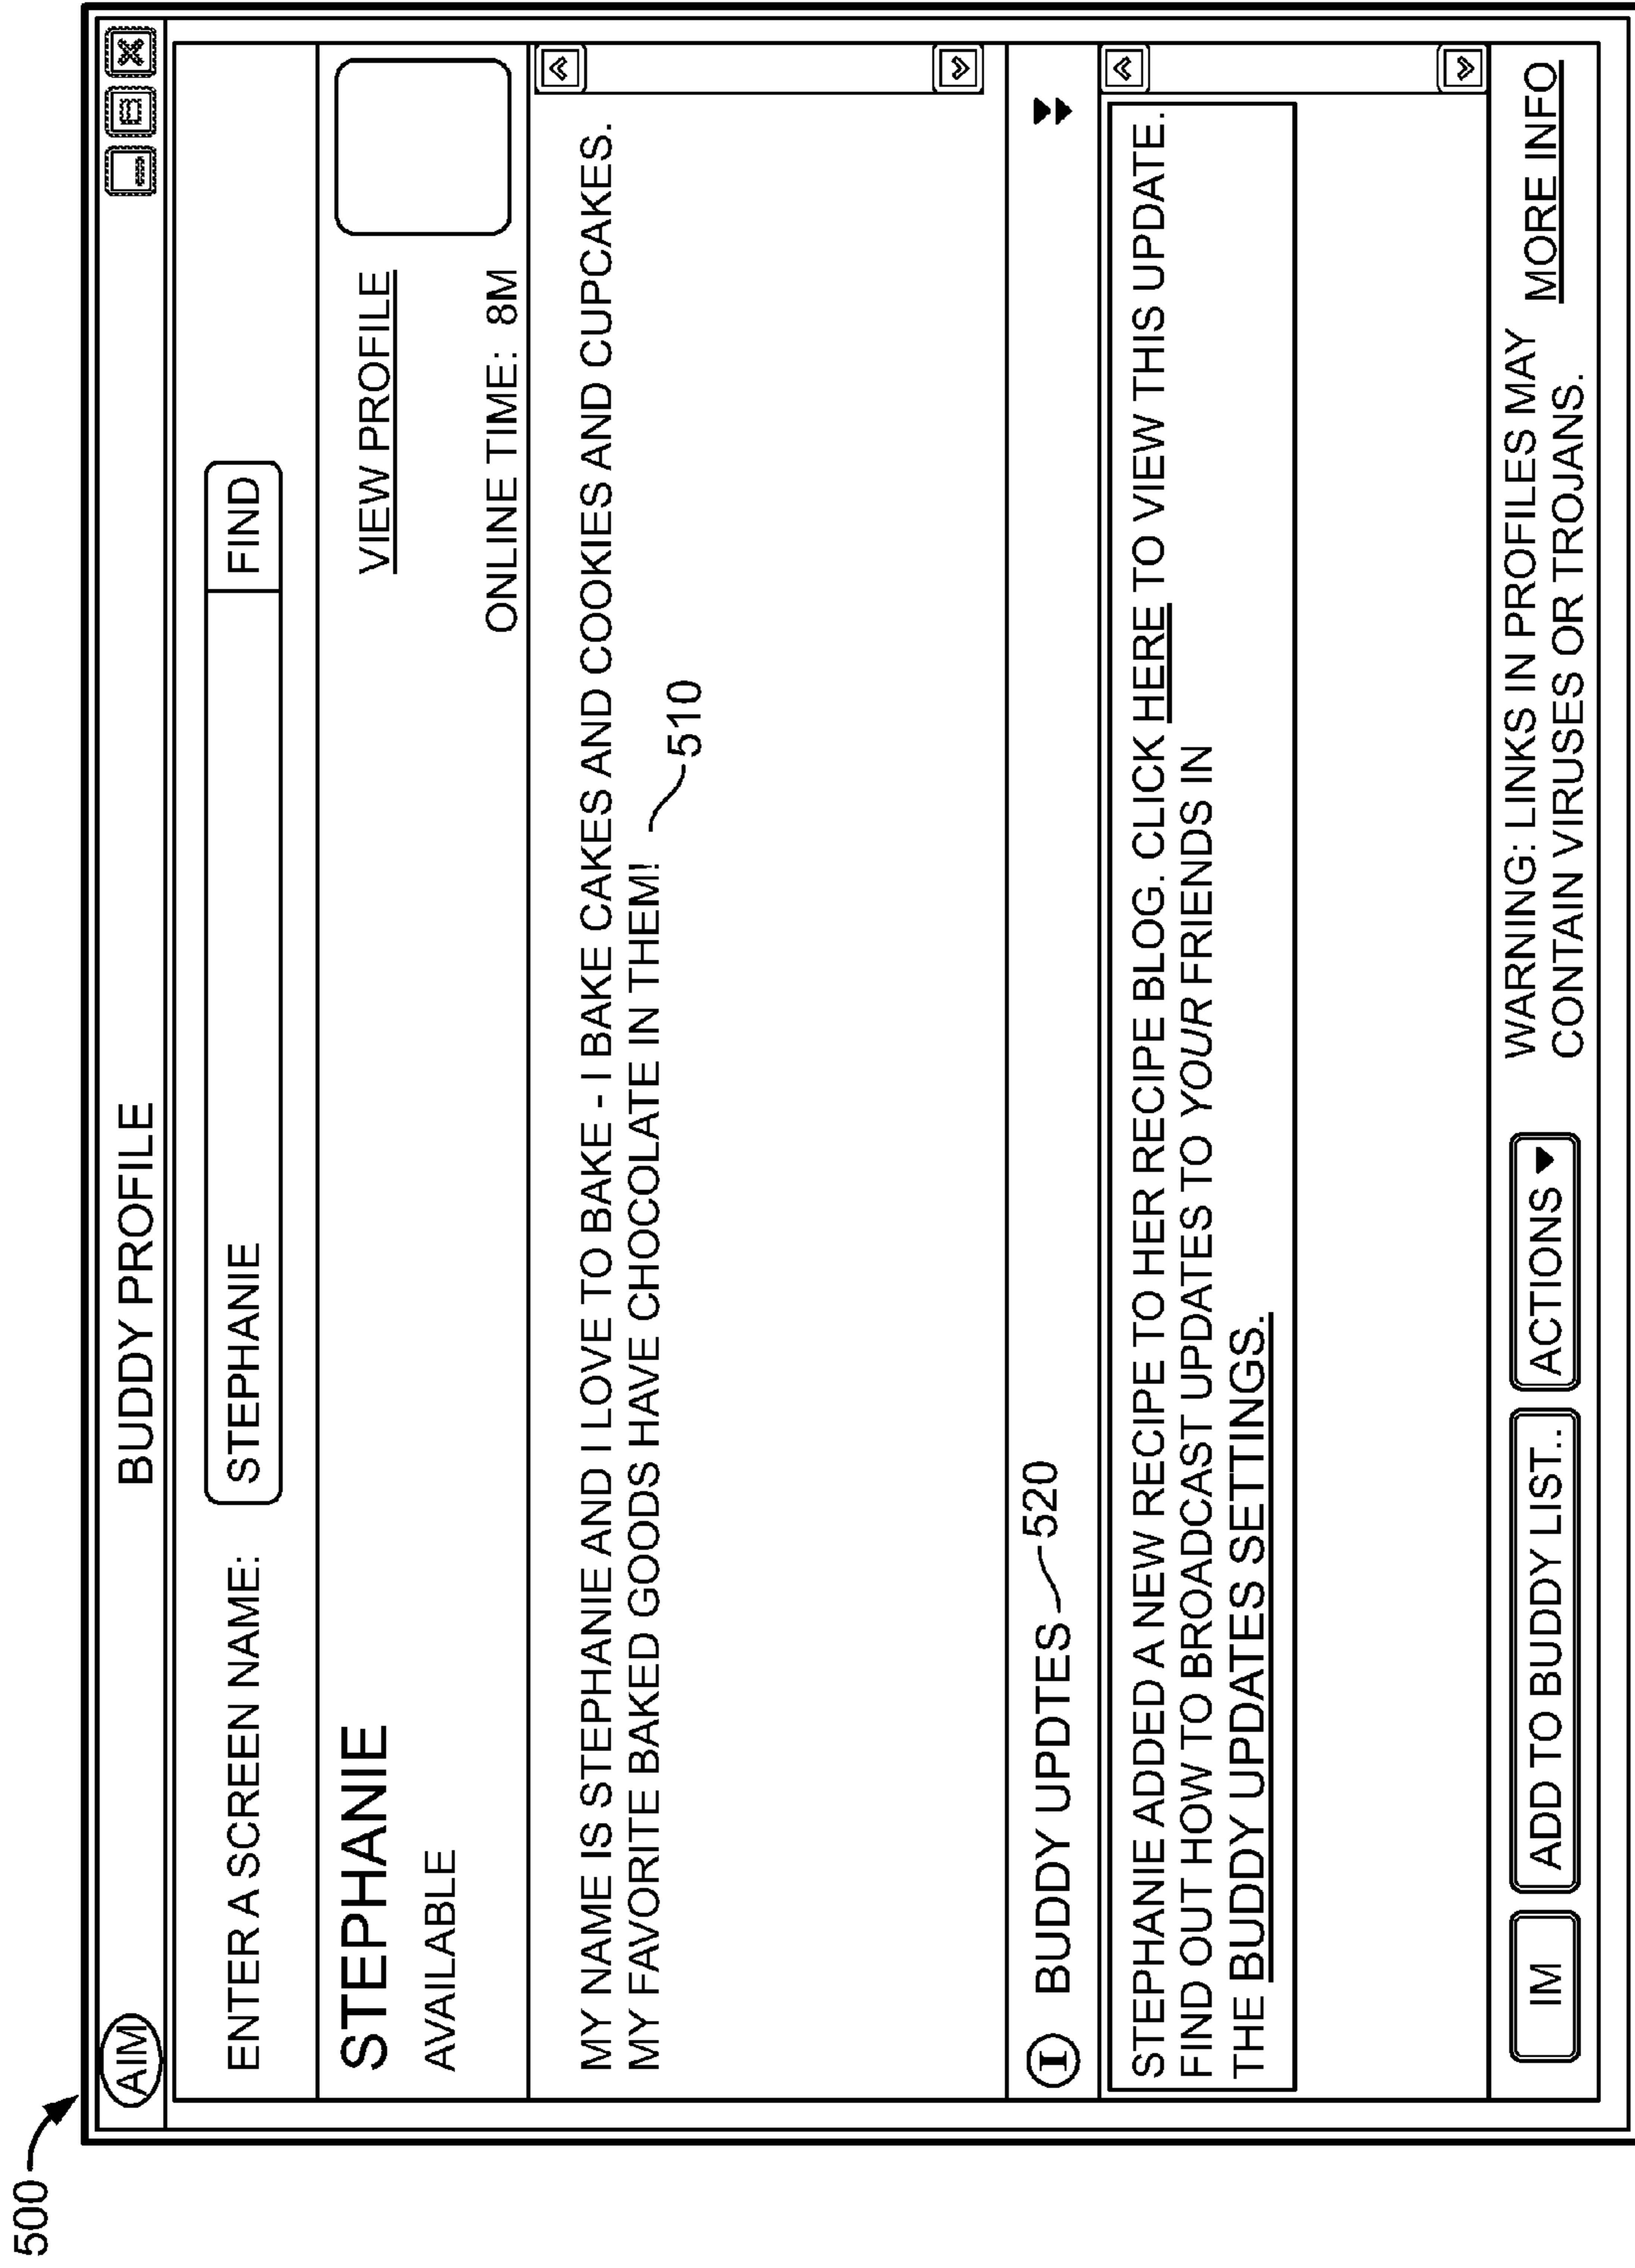 500
AIM BUDDY PROFILE
ENTER A SCREEN NAME: STEPHANIE FIND
STEPHANIE VIEW PROFILE
AVAILABLE
ONLINE TIME: 8M
MY NAME IS STEPHANIE AND I LOVE TO BAKE - I BAKE CAKES AND COOKIES AND CUPCAKES.
MY FAVORITE BAKED GOODS HAVE CHOCOLATE IN THEM!
510
I BUDDY UPDTES 520
STEPHANIE ADDED A NEW RECIPE TO HER RECIPE BLOG. CLICK HERE TO VIEW THIS UPDATE.
FIND OUT HOW TO BROADCAST UPDATES TO YOUR FRIENDS IN
THE BUDDY UPDATES SETTINGS.
IM ADD TO BUDDY LIST.. ACTIONS
WARNING: LINKS IN PROFILES MAY
CONTAIN VIRUSES OR TROJANS.
MORE INFO